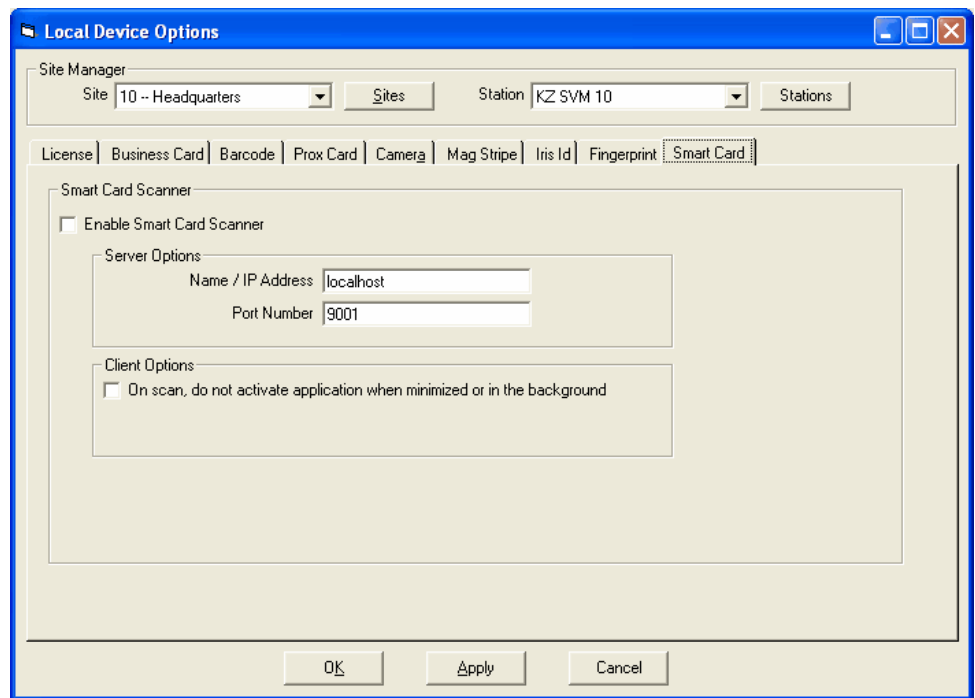 Local Device Options
Site Manager
Site 10 -- Headquarters Sites Station KZ SVM 10 Stations
License Business Card Barcode Prox Card Camera Mag Stripe Iris Id Fingerprint Smart Card
Smart Card Scanner
Enable Smart Card Scanner
Server Options
Name / IP Address localhost
Port Number 9001
Client Options
On scan, do not activate application when minimized or in the background
OK Apply Cancel